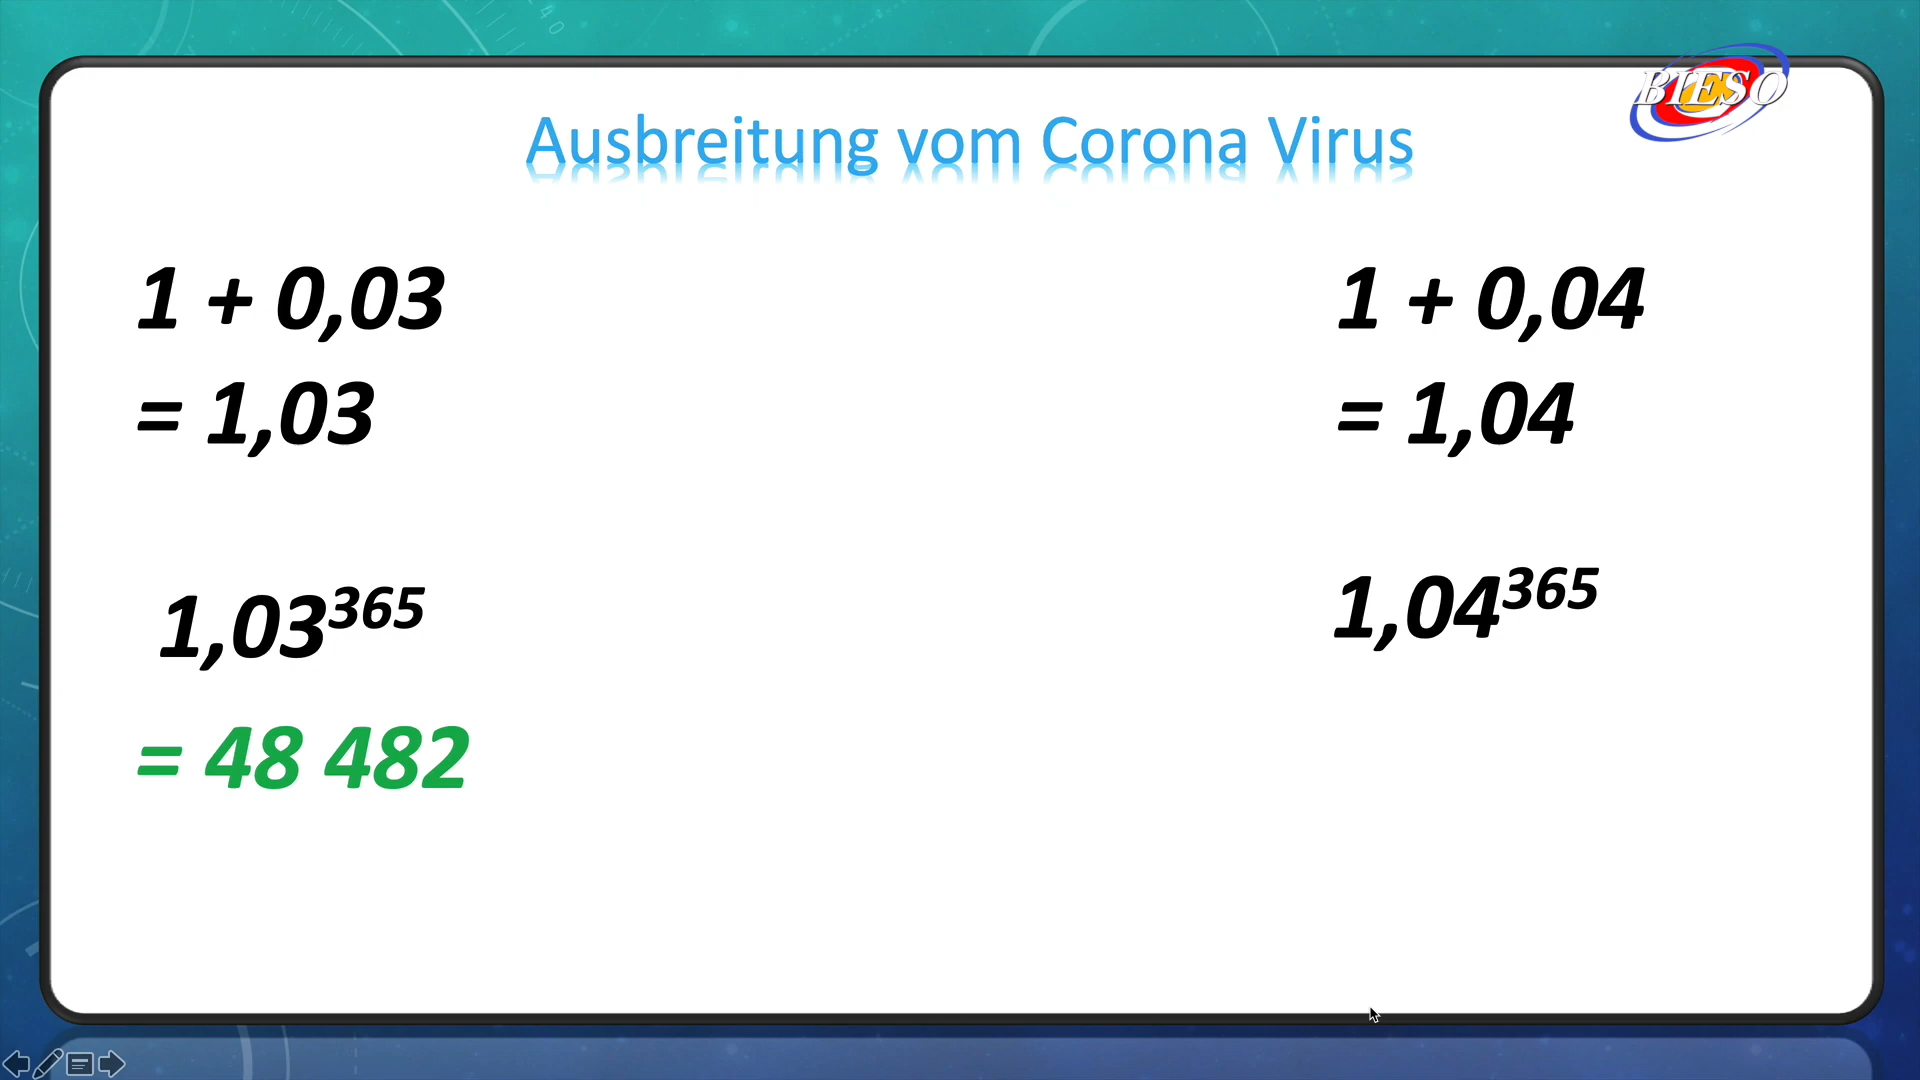 BIESO
Ausbreitung vom Corona Virus
1 + 0,03
= 1,03
1,03³⁶⁵
= 48 482
1 + 0,04
= 1,04
1,04³⁶⁵